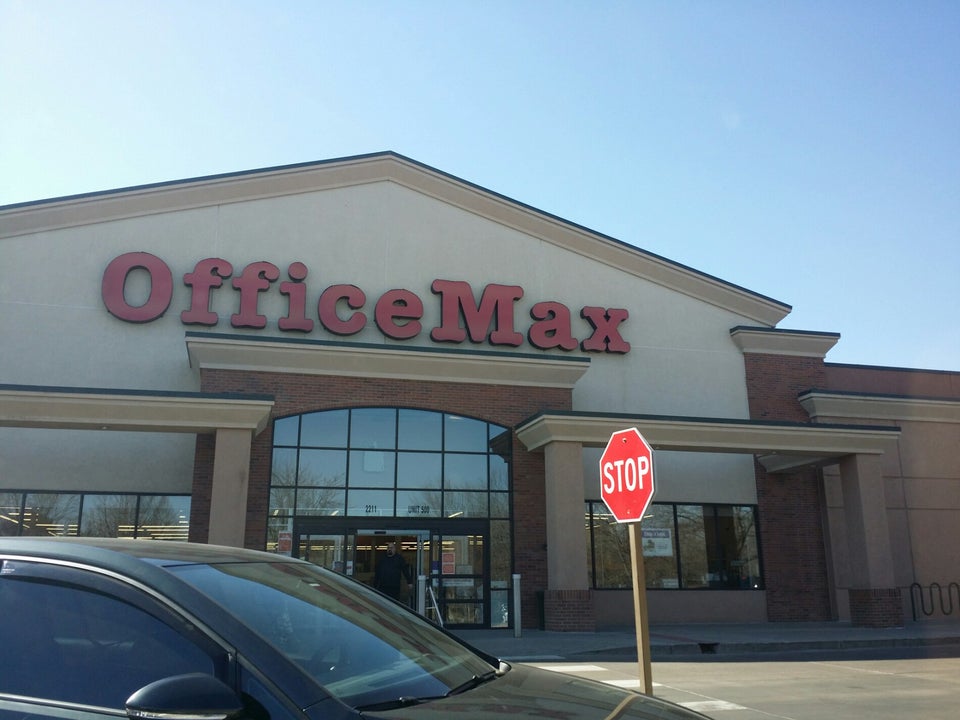 OfficeMax
STOP
2211
UNIT 500